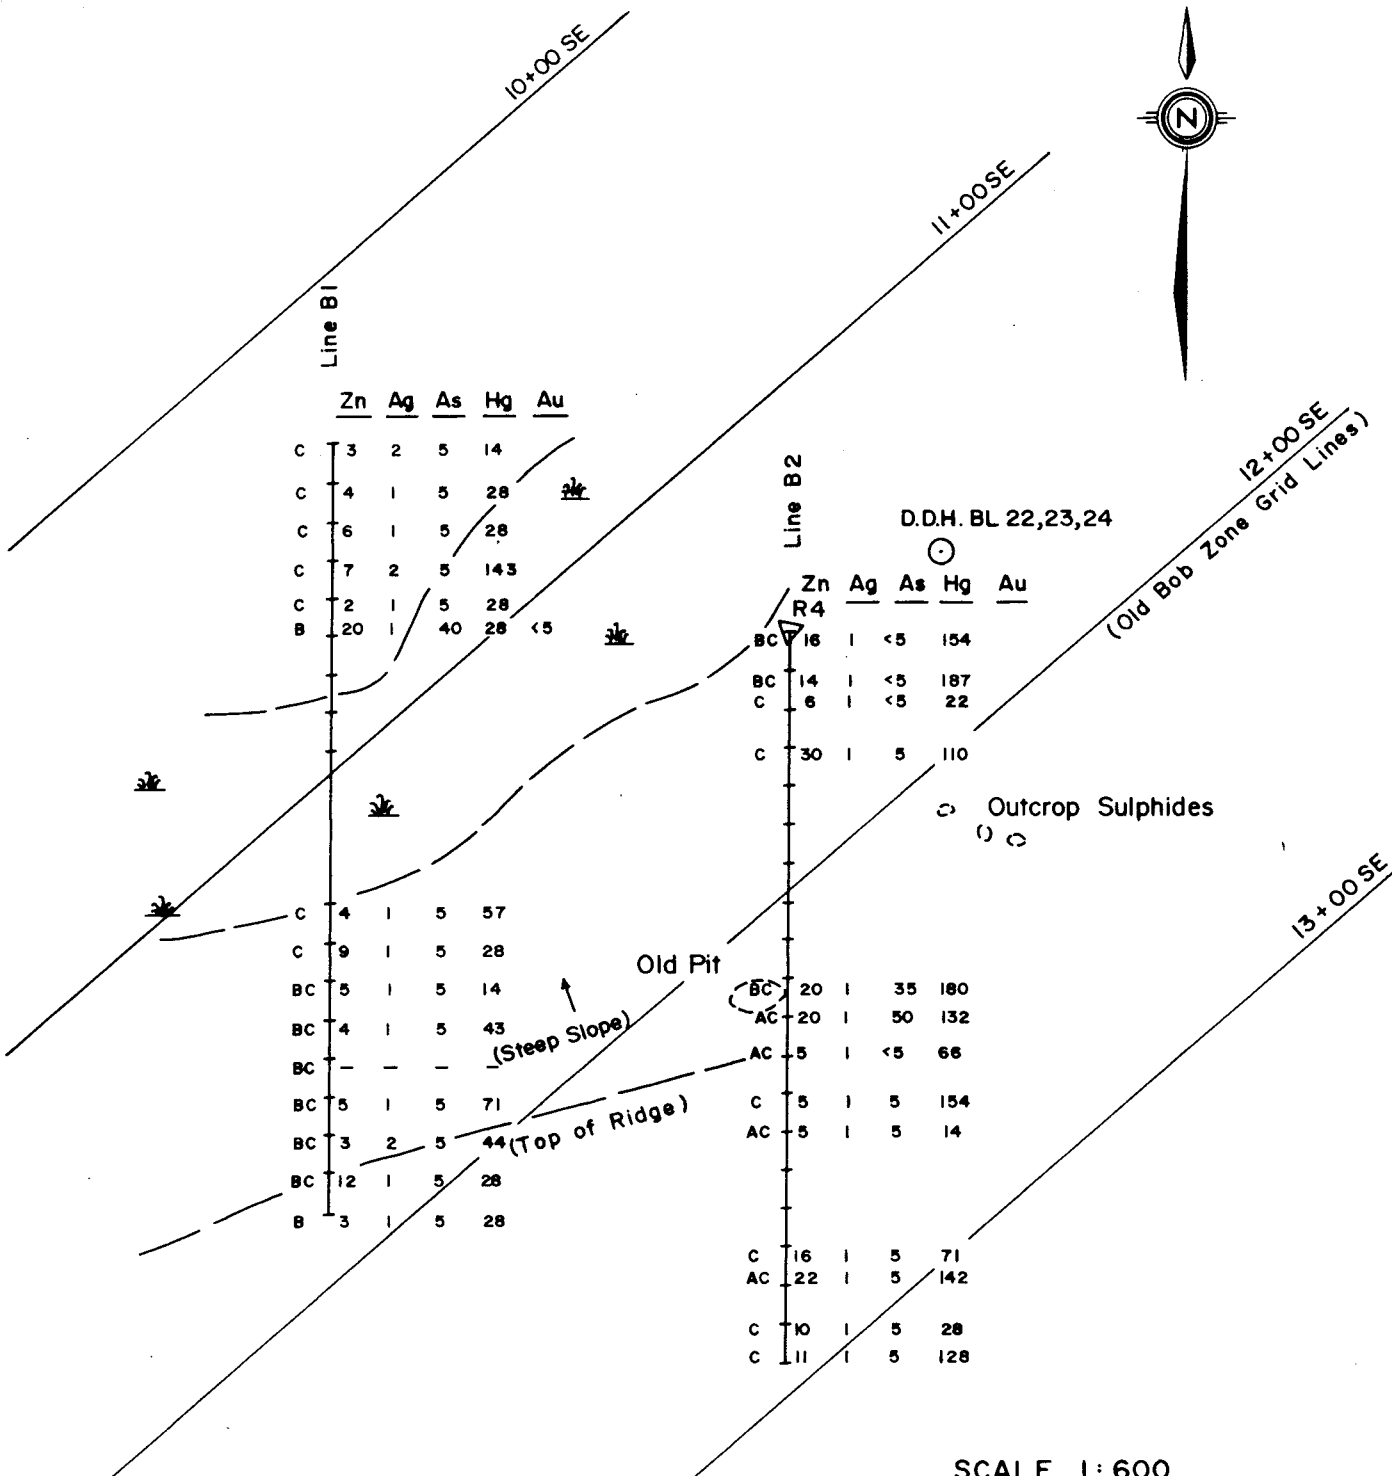 10+00 SE
N
11+00 SE
12+00 SE
(Old Bob Zone Grid Lines)
13+00 SE
Line B1
Zn Ag As Hg Au
C 3 2 5 14
C 4 1 5 28
C 6 1 5 28
C 7 2 5 143
C 2 1 5 28
B 20 1 40 28 <5
C 4 1 5 57
C 9 1 5 28
BC 5 1 5 14
BC 4 1 5 43
BC – – – –
BC 5 1 5 71
BC 3 2 5 44
BC 12 1 5 28
B 3 1 5 28
(Steep Slope)
(Top of Ridge)
Old Pit
Line B2
D.D.H. BL 22,23,24
Zn Ag As Hg Au
R4
BC 16 1 <5 154
BC 14 1 <5 187
C 6 1 <5 22
C 30 1 5 110
Outcrop Sulphides
BC 20 1 35 180
AC 20 1 50 132
AC 5 1 <5 66
C 5 1 5 154
AC 5 1 5 14
C 16 1 5 71
AC 22 1 5 142
C 10 1 5 28
C 11 1 5 128
SCALE 1:600